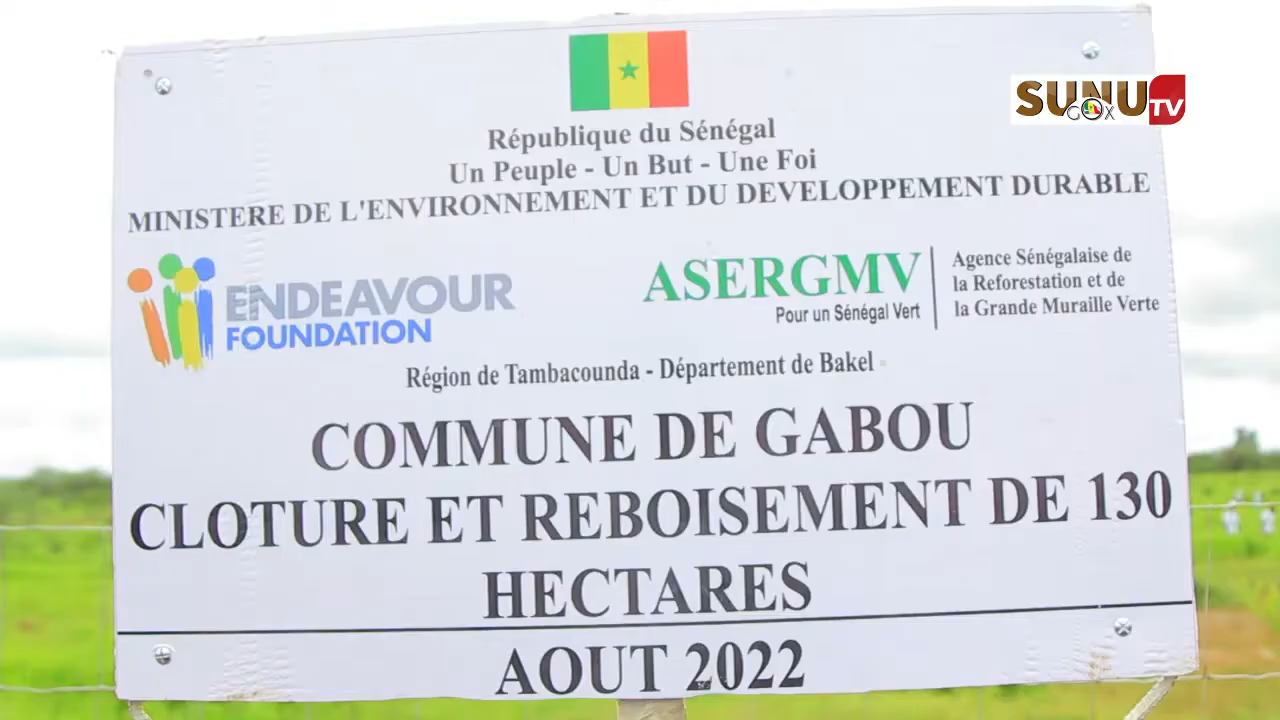 SUNU
GOX
TV
République du Sénégal
Un Peuple - Un But - Une Foi
MINISTERE DE L'ENVIRONNEMENT ET DU DEVELOPPEMENT DURABLE
ENDEAVOUR
FOUNDATION
ASERGMV
Pour un Sénégal Vert
Agence Sénégalaise de
la Reforestation et de
la Grande Muraille Verte
Région de Tambacounda - Département de Bakel
COMMUNE DE GABOU
CLOTURE ET REBOISEMENT DE 130
HECTARES
AOUT 2022